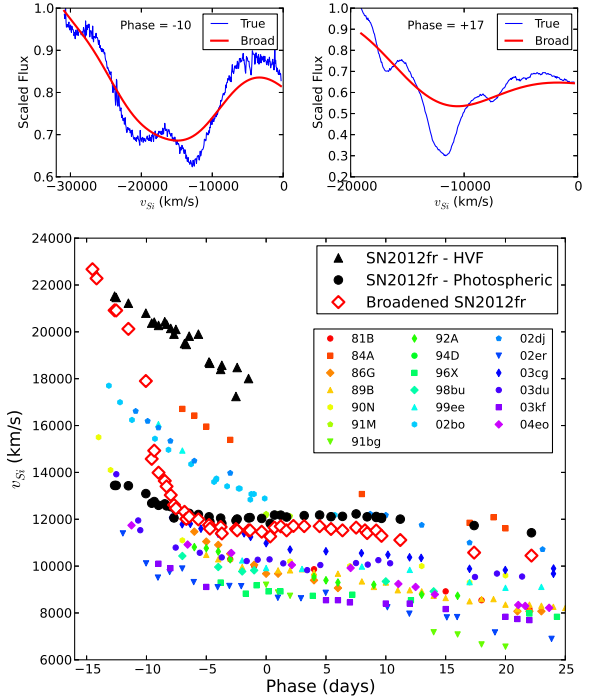 1.0
0.9
0.8
0.7
0.6
Scaled Flux
Phase = -10
True
Broad
−30000 −20000 −10000 0
v_Si (km/s)
1.0
0.9
0.8
0.7
0.6
0.5
0.4
0.3
0.2
Scaled Flux
Phase = +17
True
Broad
−20000 −10000 0
v_Si (km/s)
24000
22000
20000
18000
16000
14000
12000
10000
8000
6000
v_Si (km/s)
SN2012fr - HVF
SN2012fr - Photospheric
Broadened SN2012fr
81B 92A 02dj
84A 94D 02er
86G 96X 03cg
89B 98bu 03du
90N 99ee 03kf
91M 02bo 04eo
91bg
−15 −10 −5 0 5 10 15 20 25
Phase (days)